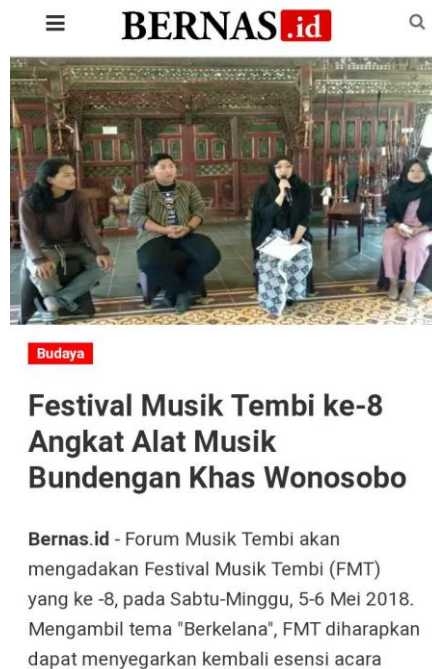 BERNAS.id
Budaya
Festival Musik Tembi ke-8
Angkat Alat Musik
Bundengan Khas Wonosobo
Bernas.id - Forum Musik Tembi akan
mengadakan Festival Musik Tembi (FMT)
yang ke -8, pada Sabtu-Minggu, 5-6 Mei 2018.
Mengambil tema "Berkelana", FMT diharapkan
dapat menyegarkan kembali esensi acara